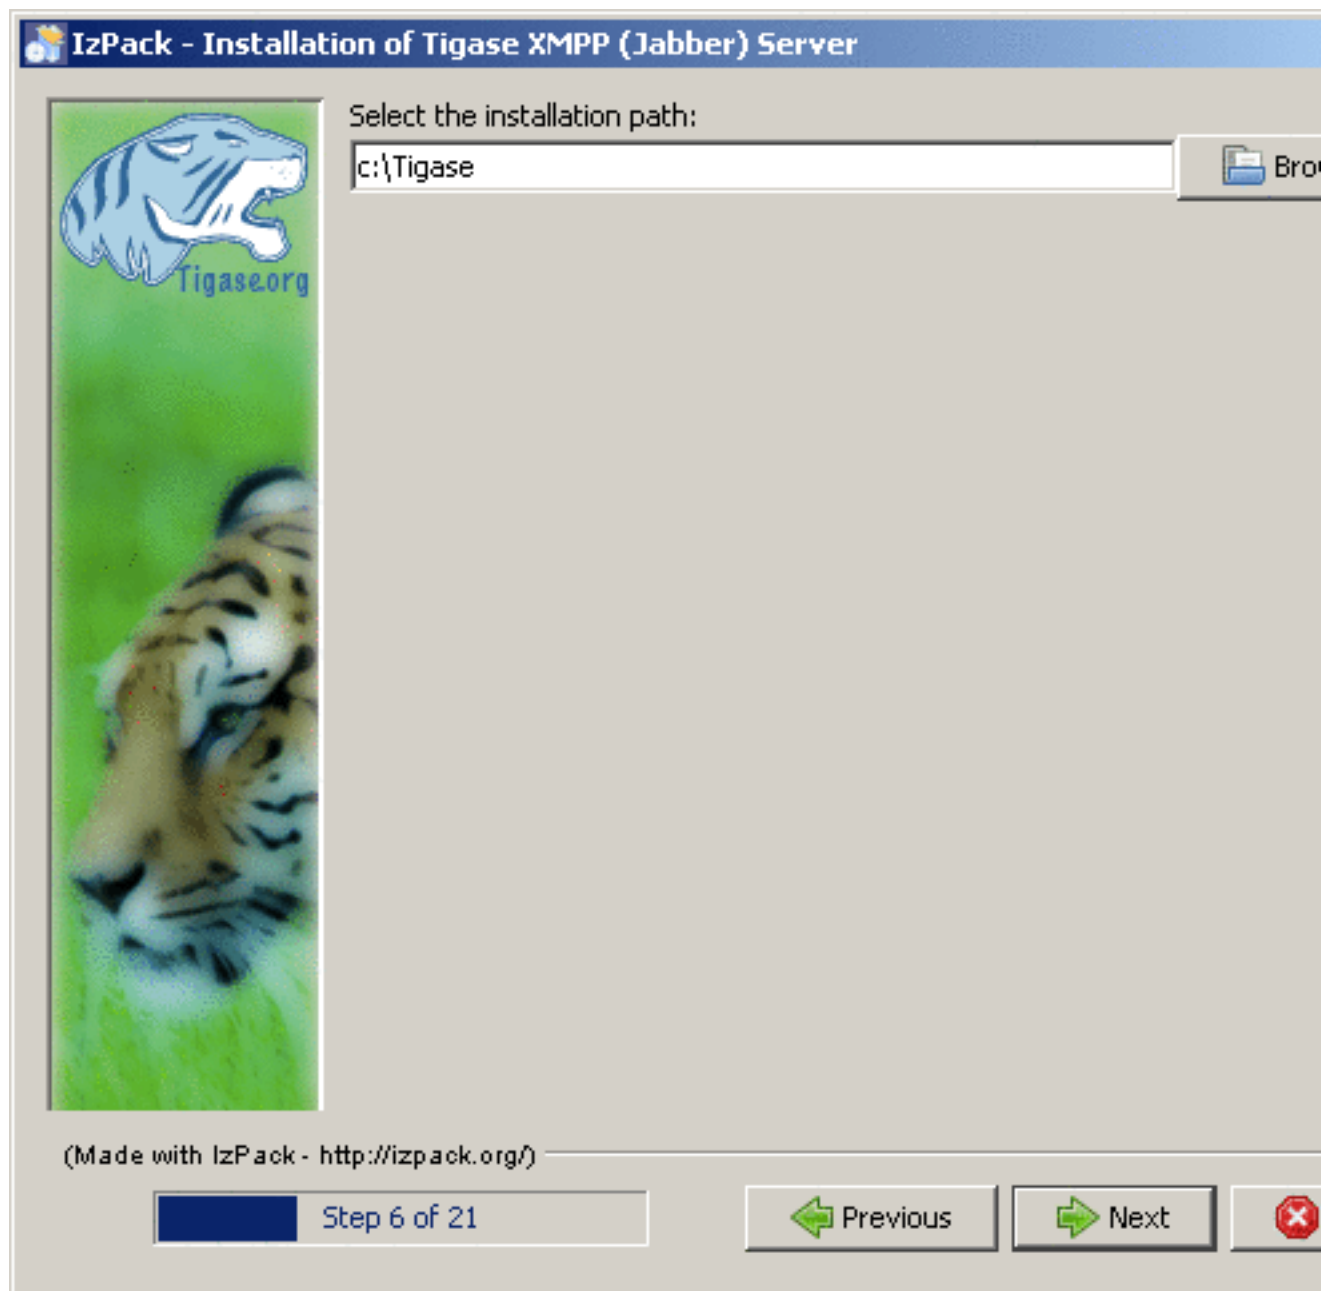 IzPack - Installation of Tigase XMPP (Jabber) Server
Select the installation path:
c:\Tigase
Tigase.org
(Made with IzPack - http://izpack.org/)
Step 6 of 21
Previous
Next